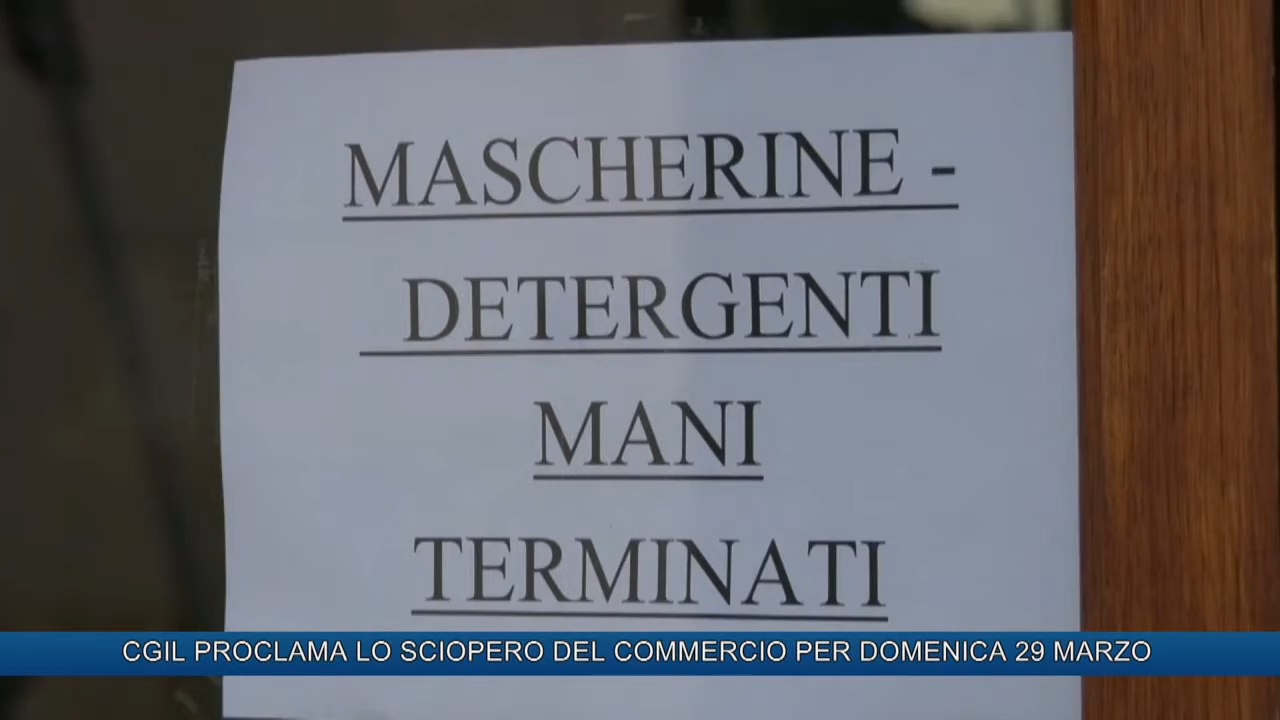 MASCHERINE -
DETERGENTI
MANI
TERMINATI
CGIL PROCLAMA LO SCIOPERO DEL COMMERCIO PER DOMENICA 29 MARZO